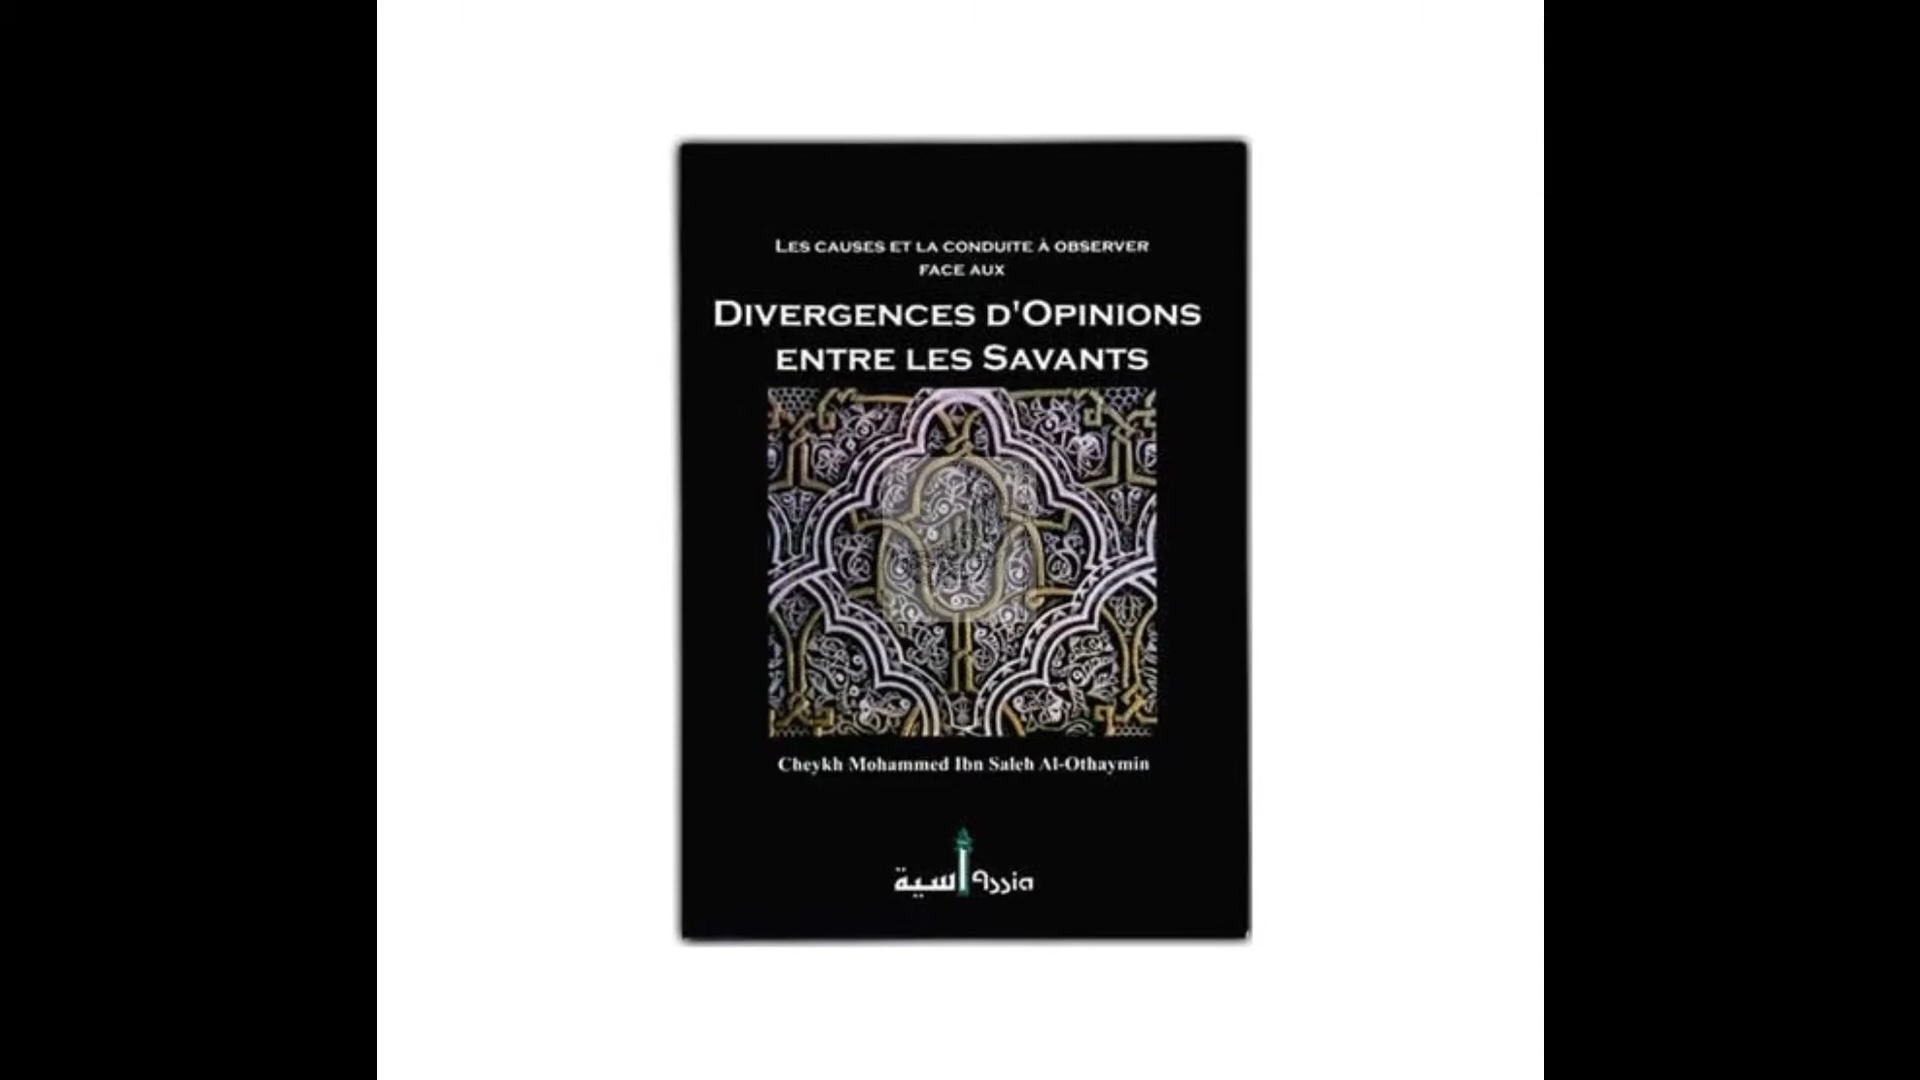 Les causes et la conduite à observer
face aux
Divergences d'Opinions
entre les Savants
Cheykh Mohammed Ibn Saleh Al-Othaymin
آسية assia